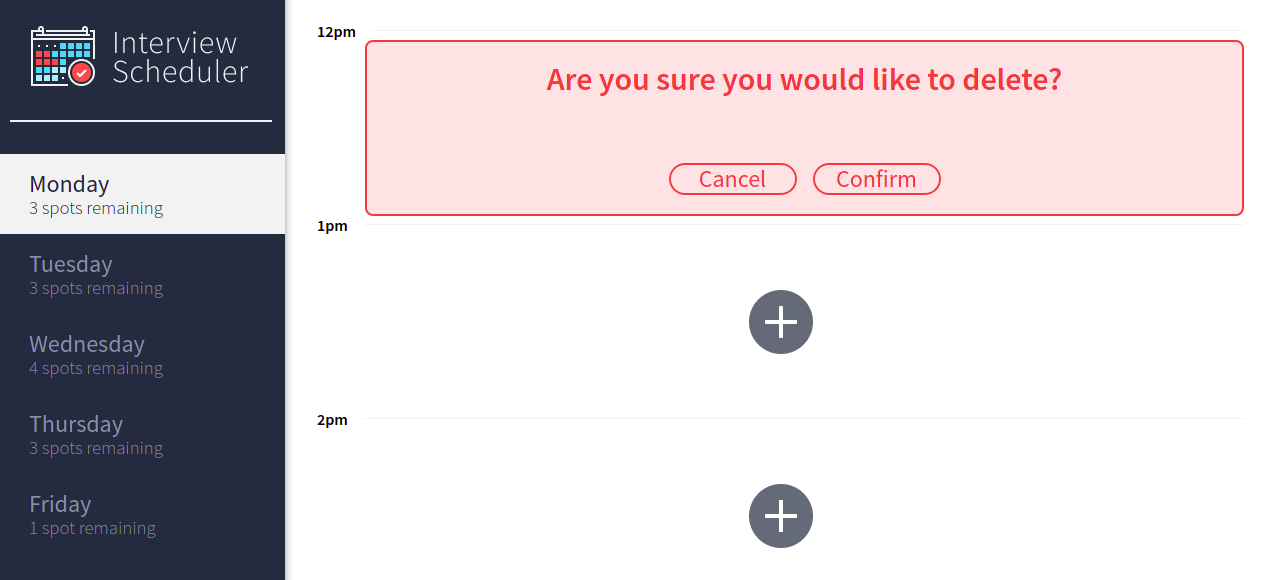 Interview
Scheduler
Monday
3 spots remaining
Tuesday
3 spots remaining
Wednesday
4 spots remaining
Thursday
3 spots remaining
Friday
1 spot remaining
12pm
Are you sure you would like to delete?
Cancel Confirm
1pm
2pm